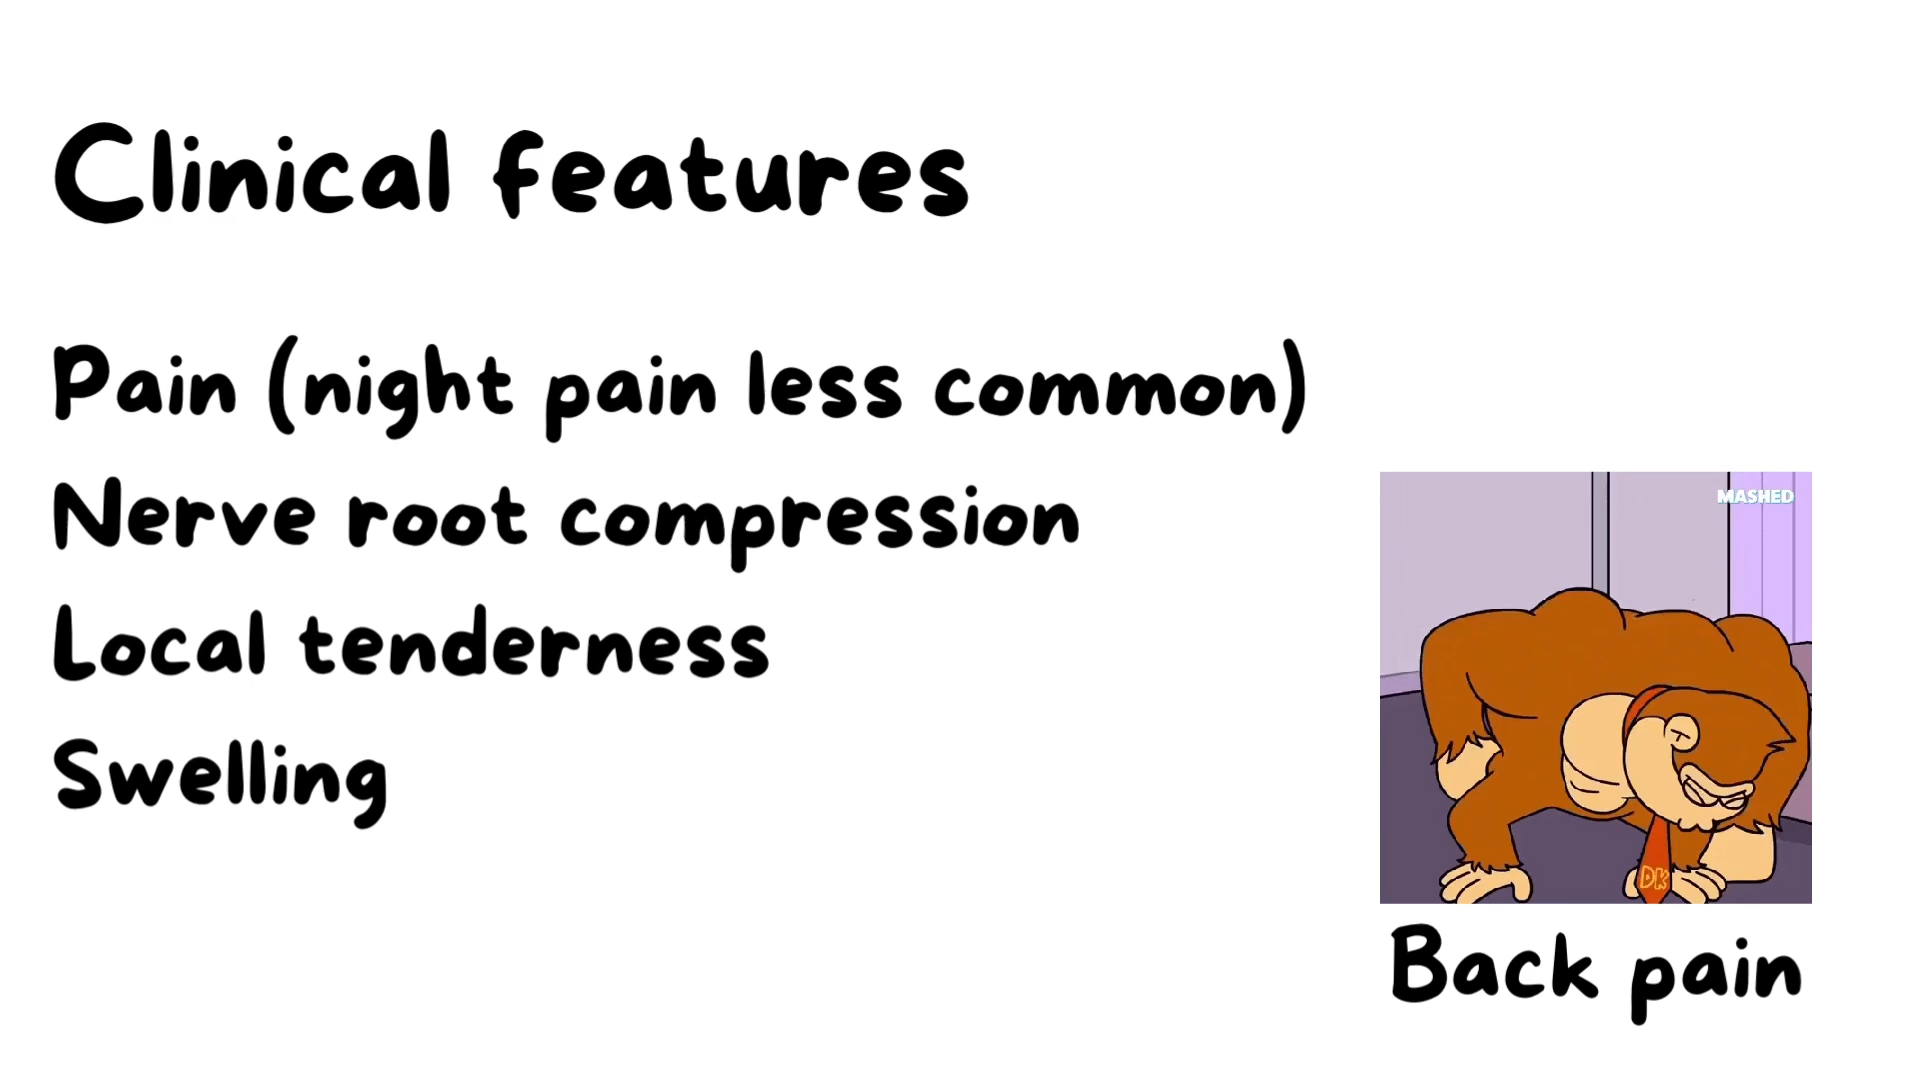 Clinical features
Pain (night pain less common)
Nerve root compression
Local tenderness
Swelling
MASHED
DK
Back pain